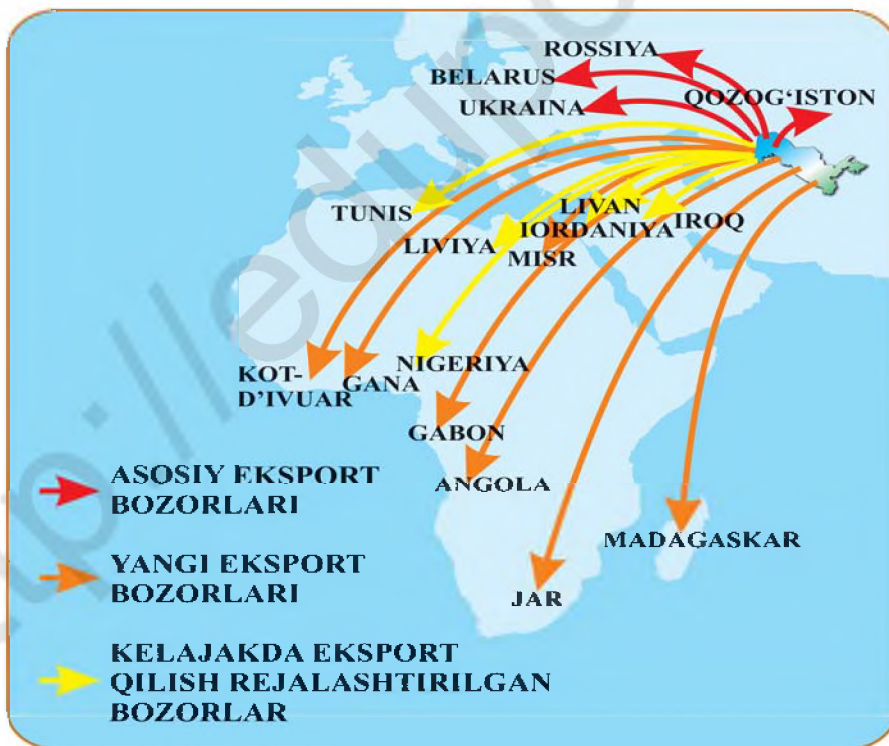 ROSSIYA
BELARUS
QOZOG‘ISTON
UKRAINA
TUNIS
LIVAN
IORDANIYA
IROQ
LIVIYA
MISR
NIGERIYA
KOT-
D’IVUAR
GANA
GABON
ANGOLA
MADAGASKAR
JAR
ASOSIY EKSPORT
BOZORLARI
YANGI EKSPORT
BOZORLARI
KELAJAKDA EKSPORT
QILISH REJALASHTIRILGAN
BOZORLAR